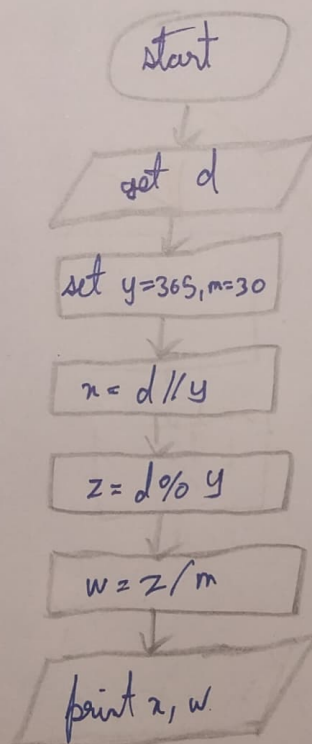 start
get d
set y=365, m=30
x = d // y
z = d % y
w = z / m
print x, w